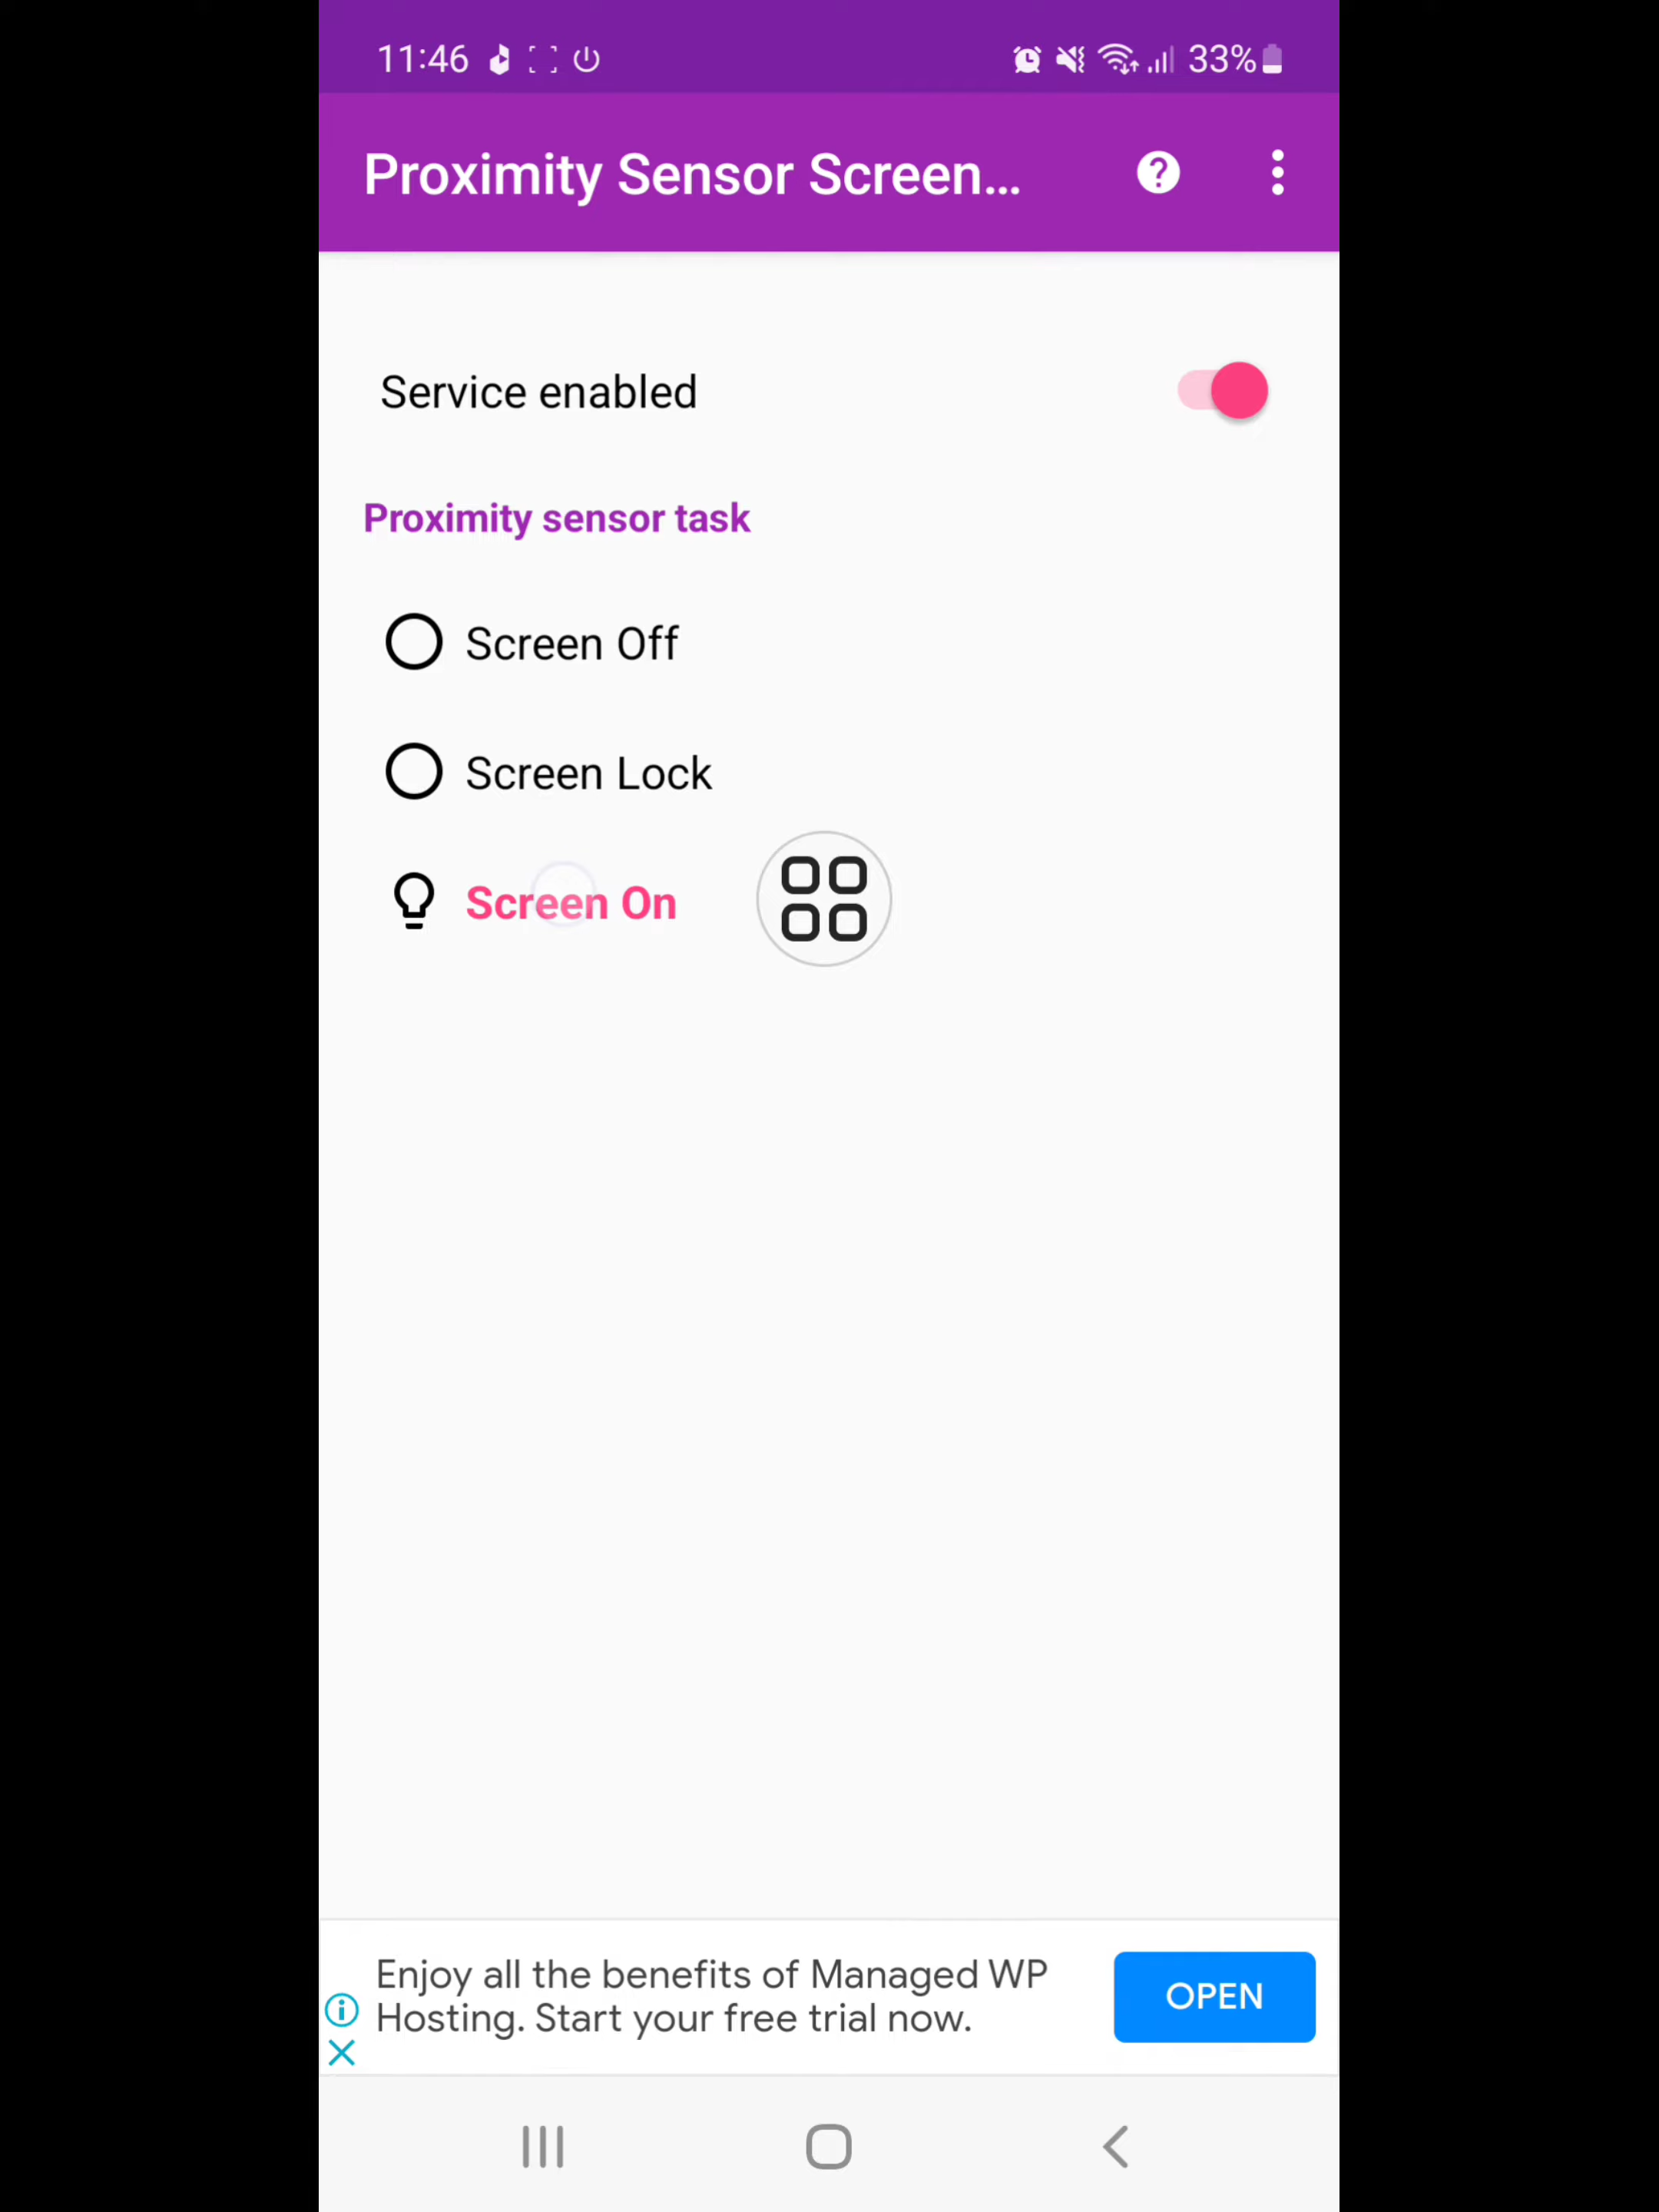 11:46
33%
Proximity Sensor Screen...
Service enabled
Proximity sensor task
Screen Off
Screen Lock
Screen On
Enjoy all the benefits of Managed WP
Hosting. Start your free trial now.
OPEN